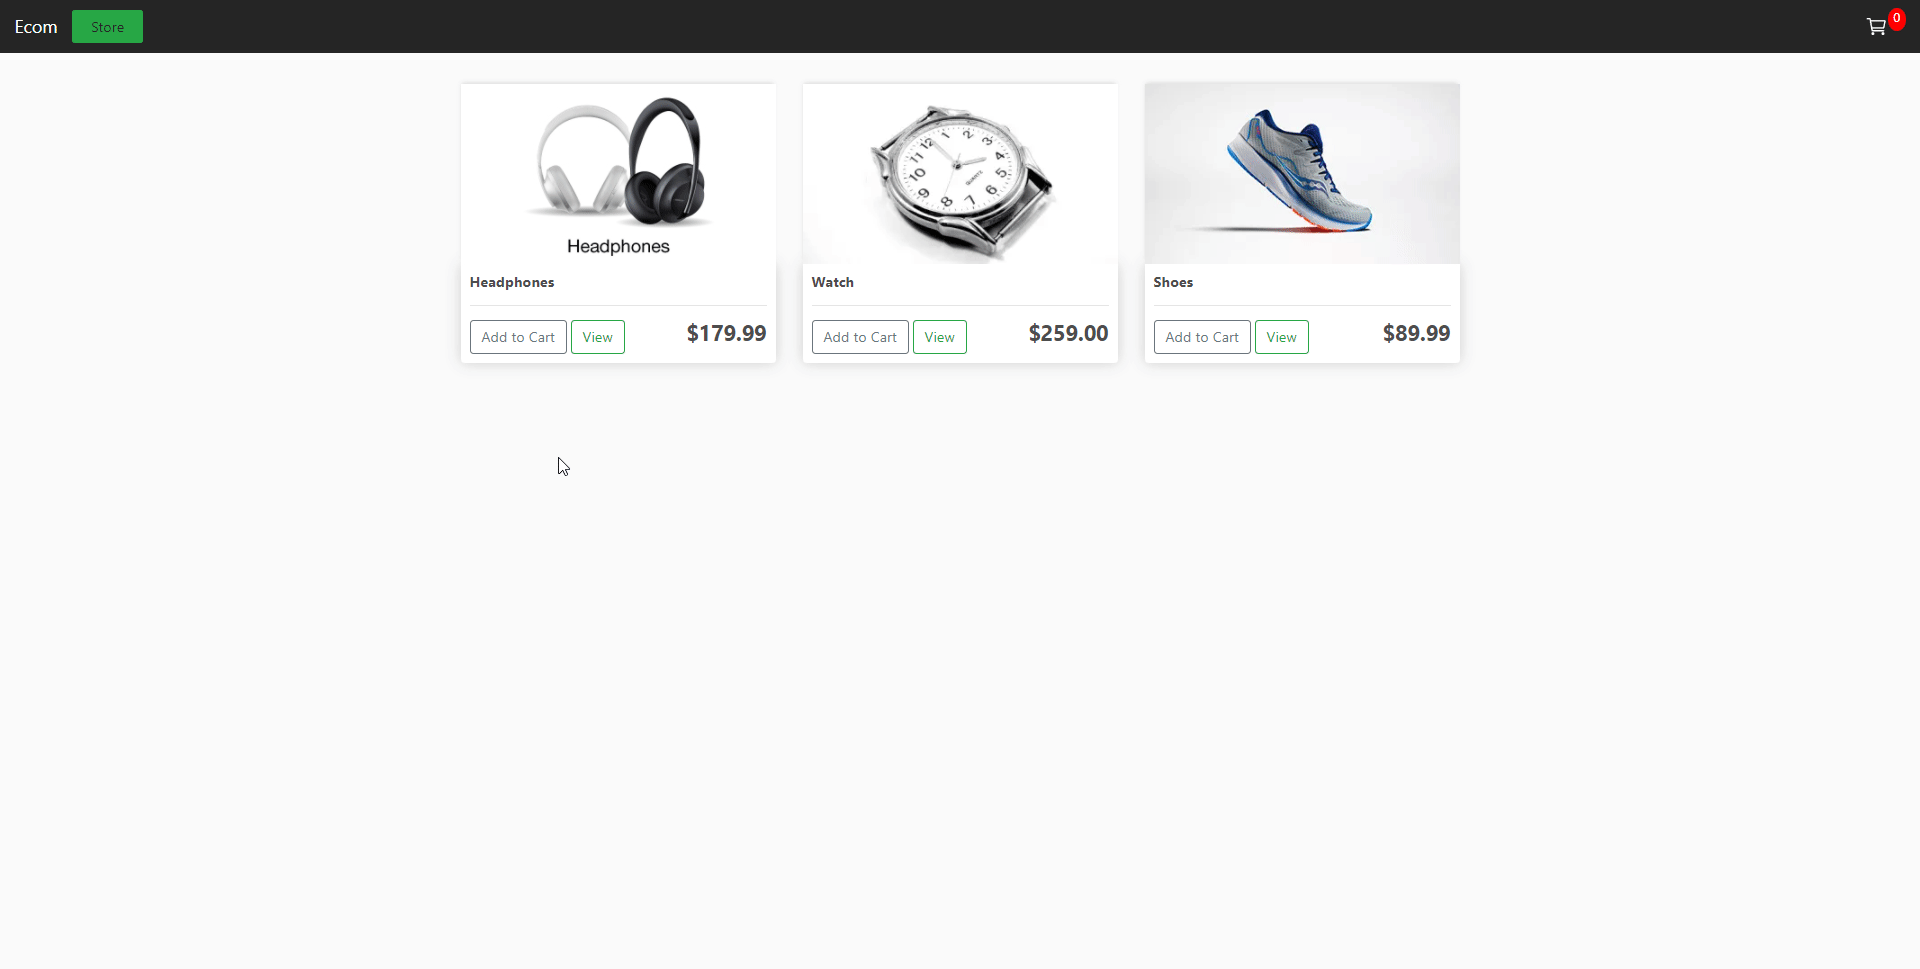 Ecom Store 0
Headphones
Headphones
Add to Cart View $179.99
12 1 2 3 4 5 6 7 8 9 10 11
QUARTZ
Watch
Add to Cart View $259.00
Shoes
Add to Cart View $89.99